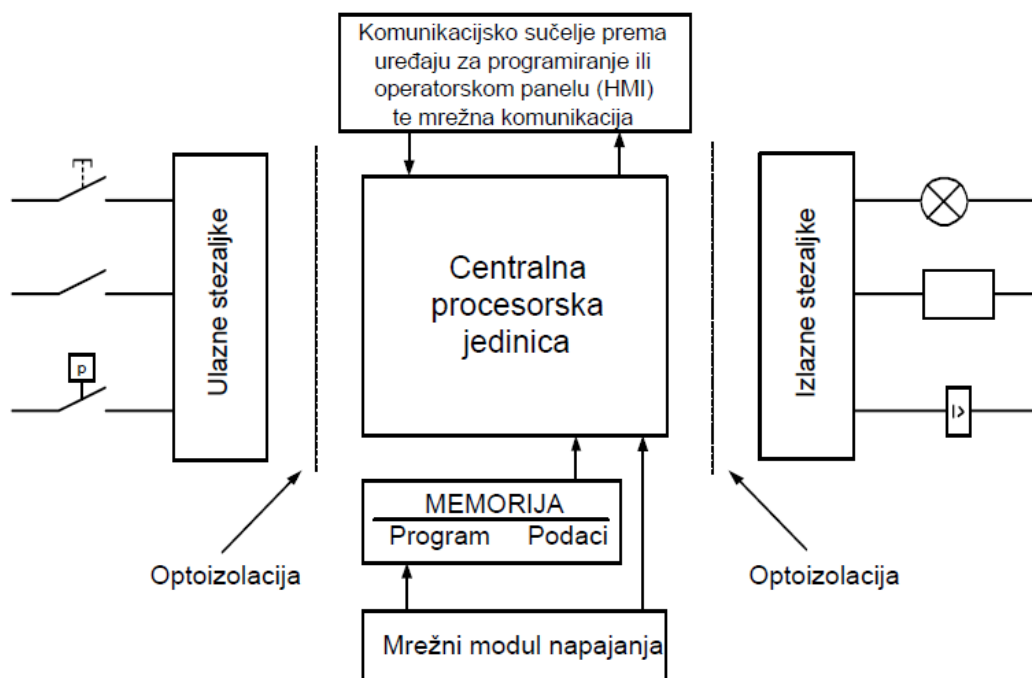 Komunikacijsko sučelje prema
uređaju za programiranje ili
operatorskom panelu (HMI)
te mrežna komunikacija
Ulazne stezaljke
p
Centralna
procesorska
jedinica
Izlazne stezaljke
I>
MEMORIJA
Program Podaci
Optoizolacija
Optoizolacija
Mrežni modul napajanja